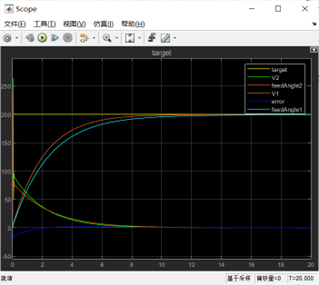 Scope
文件(F) 工具(T) 视图(V) 仿真(I) 帮助(H)
target
target
V2
feedAngle2
V1
error
feedAngle1
250
200
150
100
50
0
-50
0 2 4 6 8 10 12 14 16 18 20
就绪 基于采样 偏移量=0 T=20.000